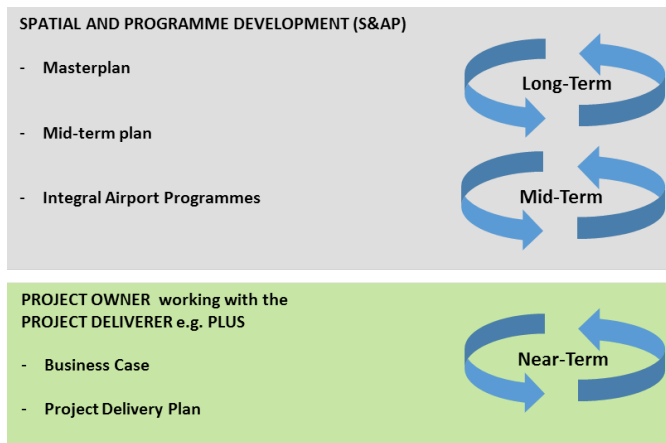 SPATIAL AND PROGRAMME DEVELOPMENT (S&AP)
- Masterplan
Long-Term
- Mid-term plan
- Integral Airport Programmes
Mid-Term
PROJECT OWNER working with the
PROJECT DELIVERER e.g. PLUS
- Business Case
Near-Term
- Project Delivery Plan